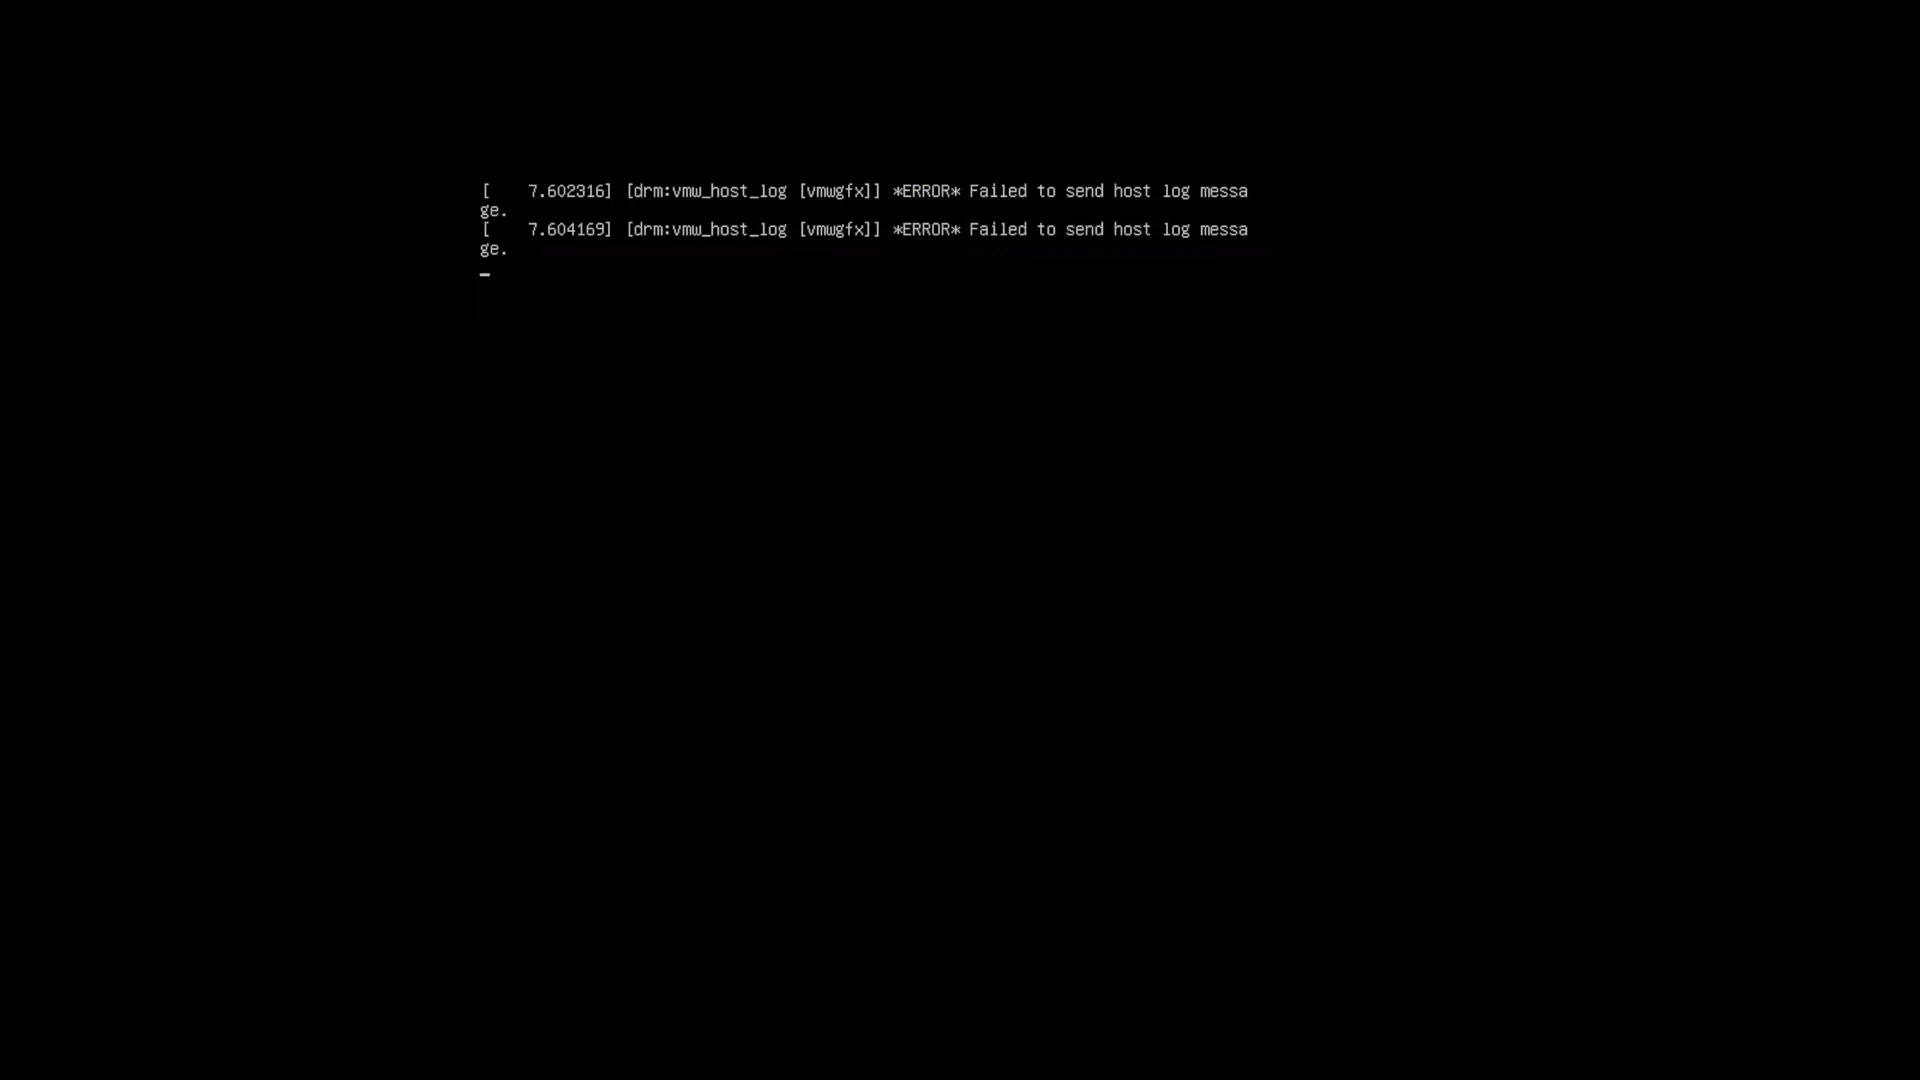 [    7.602316] [drm:vmw_host_log [vmwgfx]] *ERROR* Failed to send host log messa
ge.
[    7.604169] [drm:vmw_host_log [vmwgfx]] *ERROR* Failed to send host log messa
ge.